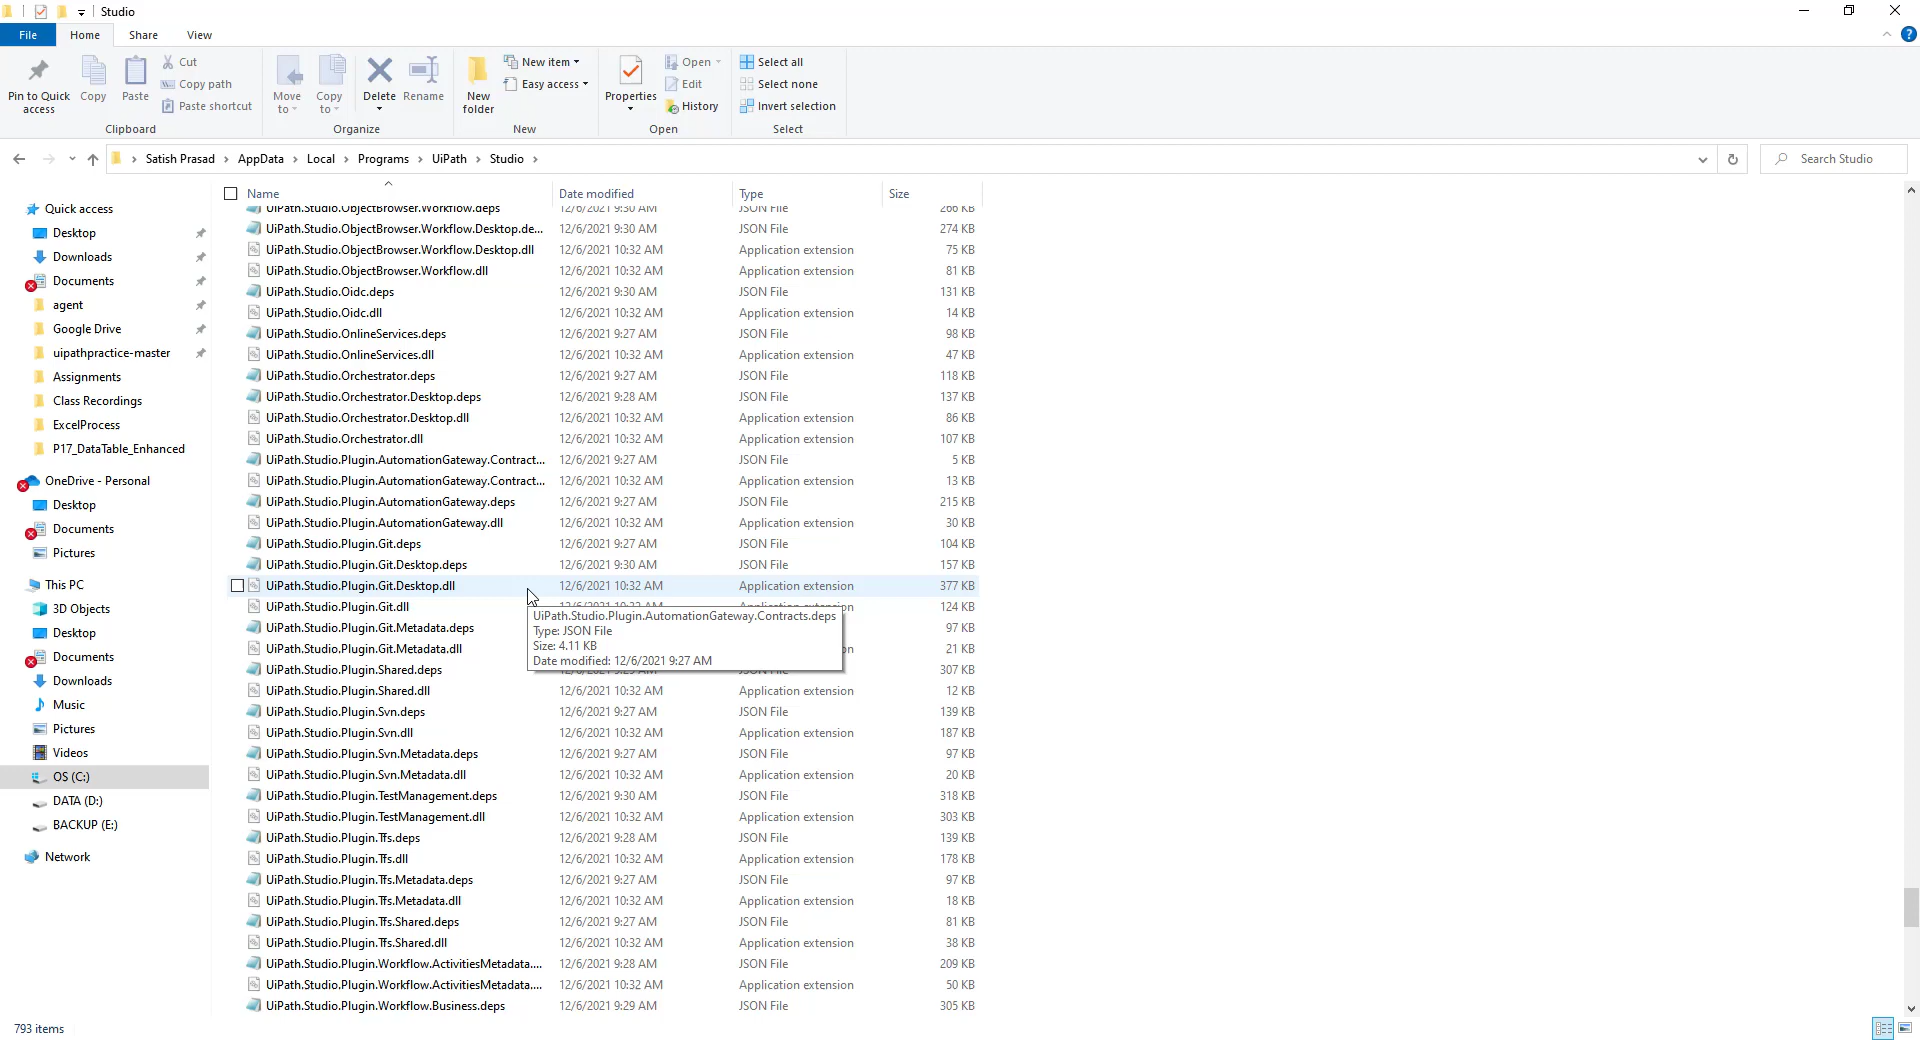 Studio
File Home Share View
Pin to Quick access
Copy
Paste
Cut
Copy path
Paste shortcut
Clipboard
Move to
Copy to
Delete
Rename
Organize
New folder
New item
Easy access
New
Properties
Open
Edit
History
Open
Select all
Select none
Invert selection
Select
Satish Prasad AppData Local Programs UiPath Studio
Search Studio
Quick access
Desktop
Downloads
Documents
agent
Google Drive
uipathpractice-master
Assignments
Class Recordings
ExcelProcess
P17_DataTable_Enhanced
OneDrive - Personal
Desktop
Documents
Pictures
This PC
3D Objects
Desktop
Documents
Downloads
Music
Pictures
Videos
OS (C:)
DATA (D:)
BACKUP (E:)
Network
Name Date modified Type Size
UiPath.Studio.ObjectBrowser.Workflow.deps 12/6/2021 9:30 AM JSON File 266 KB
UiPath.Studio.ObjectBrowser.Workflow.Desktop.de... 12/6/2021 9:30 AM JSON File 274 KB
UiPath.Studio.ObjectBrowser.Workflow.Desktop.dll 12/6/2021 10:32 AM Application extension 75 KB
UiPath.Studio.ObjectBrowser.Workflow.dll 12/6/2021 10:32 AM Application extension 81 KB
UiPath.Studio.Oidc.deps 12/6/2021 9:30 AM JSON File 131 KB
UiPath.Studio.Oidc.dll 12/6/2021 10:32 AM Application extension 14 KB
UiPath.Studio.OnlineServices.deps 12/6/2021 9:27 AM JSON File 98 KB
UiPath.Studio.OnlineServices.dll 12/6/2021 10:32 AM Application extension 47 KB
UiPath.Studio.Orchestrator.deps 12/6/2021 9:27 AM JSON File 118 KB
UiPath.Studio.Orchestrator.Desktop.deps 12/6/2021 9:28 AM JSON File 137 KB
UiPath.Studio.Orchestrator.Desktop.dll 12/6/2021 10:32 AM Application extension 86 KB
UiPath.Studio.Orchestrator.dll 12/6/2021 10:32 AM Application extension 107 KB
UiPath.Studio.Plugin.AutomationGateway.Contract... 12/6/2021 9:27 AM JSON File 5 KB
UiPath.Studio.Plugin.AutomationGateway.Contract... 12/6/2021 10:32 AM Application extension 13 KB
UiPath.Studio.Plugin.AutomationGateway.deps 12/6/2021 9:27 AM JSON File 215 KB
UiPath.Studio.Plugin.AutomationGateway.dll 12/6/2021 10:32 AM Application extension 30 KB
UiPath.Studio.Plugin.Git.deps 12/6/2021 9:27 AM JSON File 104 KB
UiPath.Studio.Plugin.Git.Desktop.deps 12/6/2021 9:30 AM JSON File 157 KB
UiPath.Studio.Plugin.Git.Desktop.dll 12/6/2021 10:32 AM Application extension 377 KB
UiPath.Studio.Plugin.Git.dll 124 KB
UiPath.Studio.Plugin.Git.Metadata.deps 97 KB
UiPath.Studio.Plugin.Git.Metadata.dll 21 KB
UiPath.Studio.Plugin.Shared.deps 307 KB
UiPath.Studio.Plugin.AutomationGateway.Contracts.deps
Type: JSON File
Size: 4.11 KB
Date modified: 12/6/2021 9:27 AM
UiPath.Studio.Plugin.Shared.dll 12/6/2021 10:32 AM Application extension 12 KB
UiPath.Studio.Plugin.Svn.deps 12/6/2021 9:27 AM JSON File 139 KB
UiPath.Studio.Plugin.Svn.dll 12/6/2021 10:32 AM Application extension 187 KB
UiPath.Studio.Plugin.Svn.Metadata.deps 12/6/2021 9:27 AM JSON File 97 KB
UiPath.Studio.Plugin.Svn.Metadata.dll 12/6/2021 10:32 AM Application extension 20 KB
UiPath.Studio.Plugin.TestManagement.deps 12/6/2021 9:30 AM JSON File 318 KB
UiPath.Studio.Plugin.TestManagement.dll 12/6/2021 10:32 AM Application extension 303 KB
UiPath.Studio.Plugin.Tfs.deps 12/6/2021 9:28 AM JSON File 139 KB
UiPath.Studio.Plugin.Tfs.dll 12/6/2021 10:32 AM Application extension 178 KB
UiPath.Studio.Plugin.Tfs.Metadata.deps 12/6/2021 9:27 AM JSON File 97 KB
UiPath.Studio.Plugin.Tfs.Metadata.dll 12/6/2021 10:32 AM Application extension 18 KB
UiPath.Studio.Plugin.Tfs.Shared.deps 12/6/2021 9:27 AM JSON File 81 KB
UiPath.Studio.Plugin.Tfs.Shared.dll 12/6/2021 10:32 AM Application extension 38 KB
UiPath.Studio.Plugin.Workflow.ActivitiesMetadata.... 12/6/2021 9:28 AM JSON File 209 KB
UiPath.Studio.Plugin.Workflow.ActivitiesMetadata.... 12/6/2021 10:32 AM Application extension 50 KB
UiPath.Studio.Plugin.Workflow.Business.deps 12/6/2021 9:29 AM JSON File 305 KB
793 items